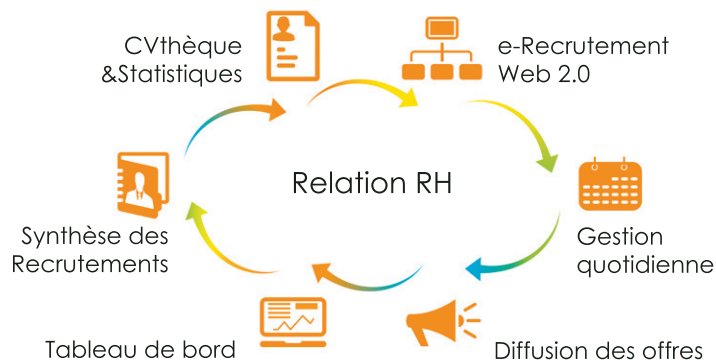 CVthèque
&Statistiques
e-Recrutement
Web 2.0
Relation RH
Synthèse des
Recrutements
Gestion
quotidienne
Tableau de bord
Diffusion des offres